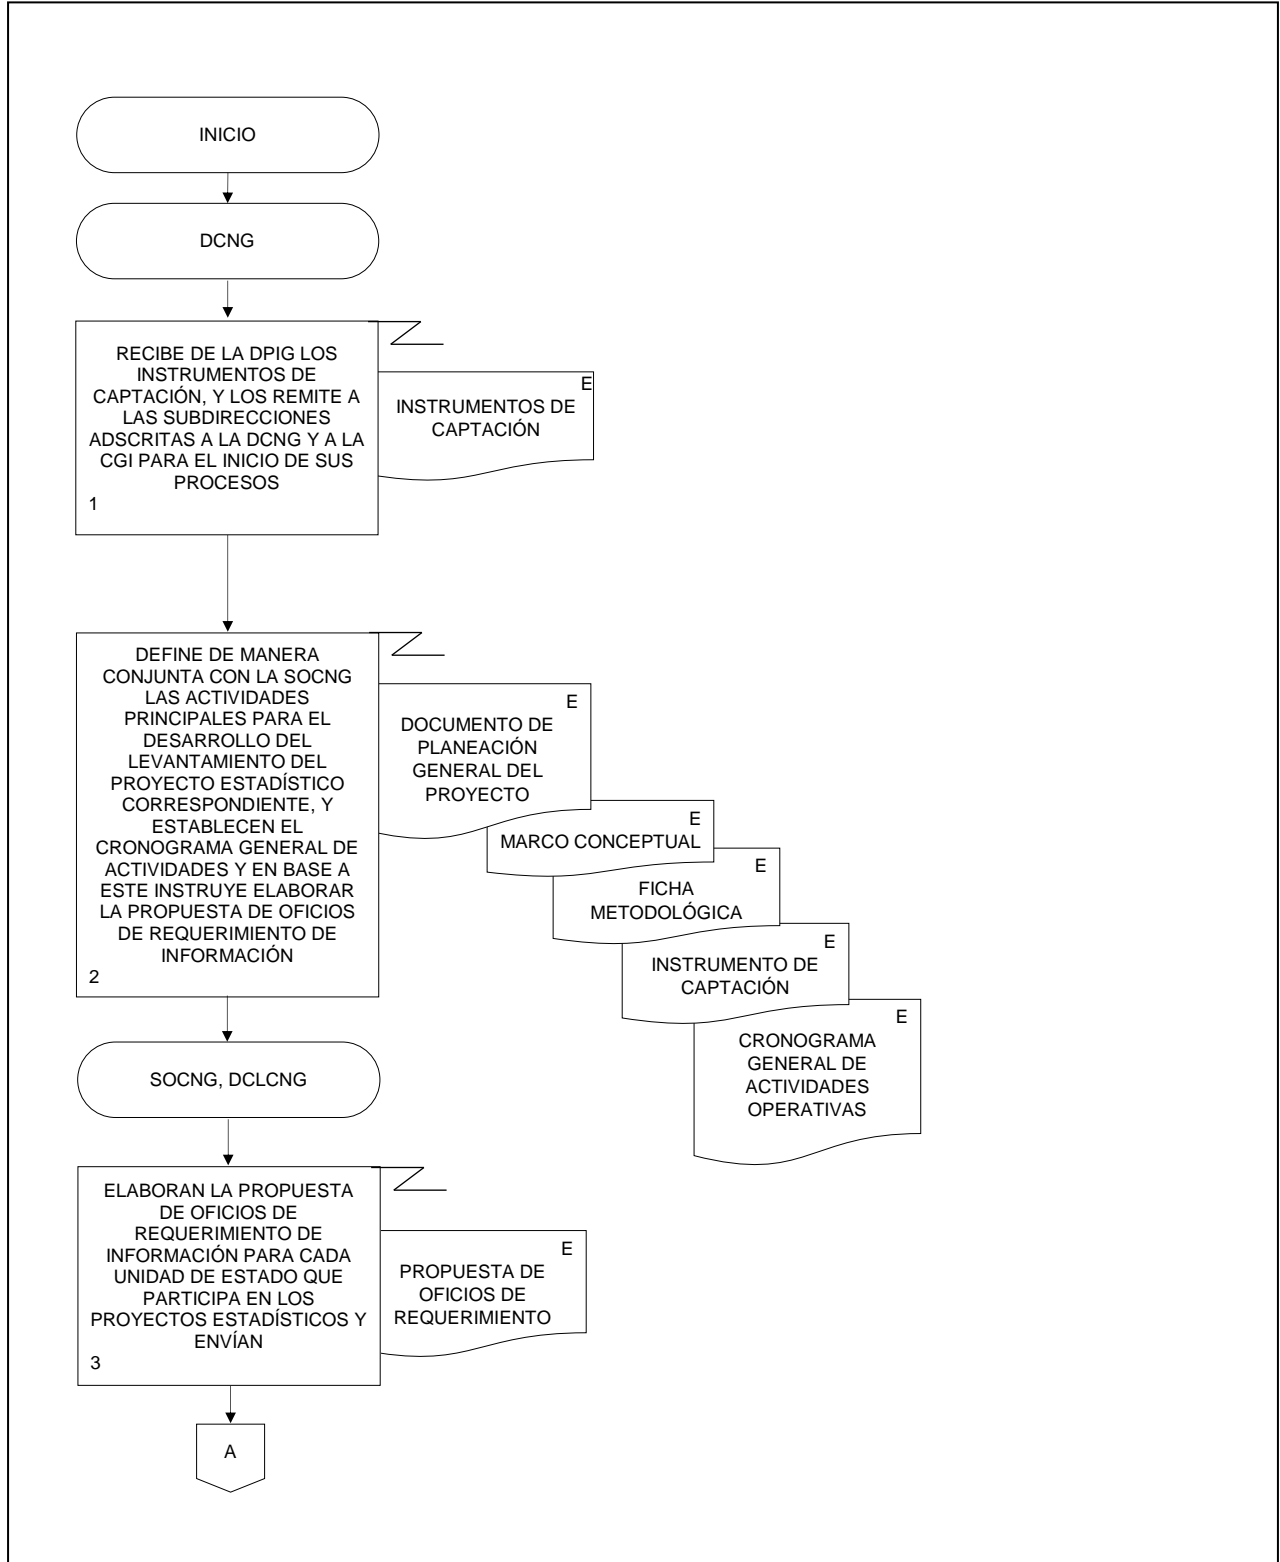 INICIO
DCNG
RECIBE DE LA DPIG LOS
INSTRUMENTOS DE
CAPTACIÓN, Y LOS REMITE A
LAS SUBDIRECCIONES
ADSCRITAS A LA DCNG Y A LA
CGI PARA EL INICIO DE SUS
PROCESOS
1
E
INSTRUMENTOS DE
CAPTACIÓN
DEFINE DE MANERA
CONJUNTA CON LA SOCNG
LAS ACTIVIDADES
PRINCIPALES PARA EL
DESARROLLO DEL
LEVANTAMIENTO DEL
PROYECTO ESTADÍSTICO
CORRESPONDIENTE, Y
ESTABLECEN EL
CRONOGRAMA GENERAL DE
ACTIVIDADES Y EN BASE A
ESTE INSTRUYE ELABORAR
LA PROPUESTA DE OFICIOS
DE REQUERIMIENTO DE
INFORMACIÓN
2
E
DOCUMENTO DE
PLANEACIÓN
GENERAL DEL
PROYECTO
E
MARCO CONCEPTUAL
E
FICHA
METODOLÓGICA
E
INSTRUMENTO DE
CAPTACIÓN
E
CRONOGRAMA
GENERAL DE
ACTIVIDADES
OPERATIVAS
SOCNG, DCLCNG
ELABORAN LA PROPUESTA
DE OFICIOS DE
REQUERIMIENTO DE
INFORMACIÓN PARA CADA
UNIDAD DE ESTADO QUE
PARTICIPA EN LOS
PROYECTOS ESTADÍSTICOS Y
ENVÍAN
3
E
PROPUESTA DE
OFICIOS DE
REQUERIMIENTO
A